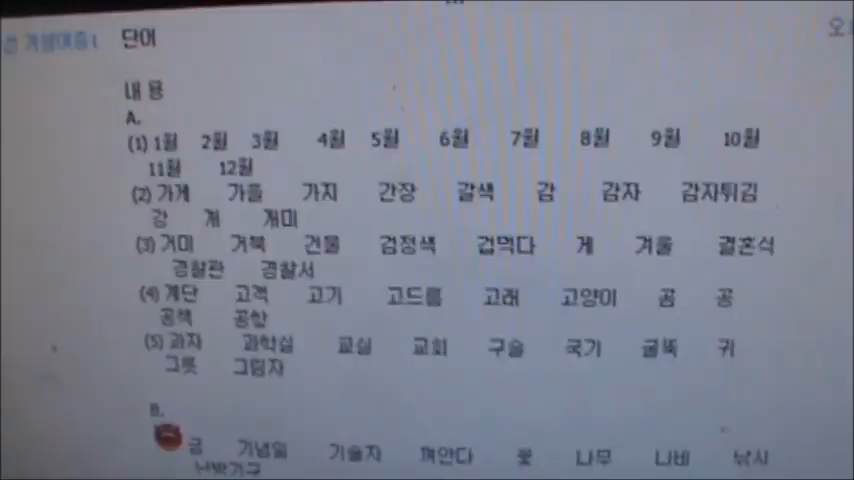 단어
내용
A.
(1) 1월 2월 3월 4월 5월 6월 7월 8월 9월 10월
11월 12월
(2) 가게 가을 가지 간장 갈색 감 감자 감자튀김
강 개 개미
(3) 거미 거북 건물 검정색 겁먹다 게 겨울 결혼식
경찰관 경찰서
(4) 계단 고객 고기 고드름 고래 고양이 곰 공
공책 공항
(5) 과자 과학실 교실 교회 구슬 국기 굴뚝 귀
그릇 그림자
B.
금 기념일 기술자 껴안다 꽃 나무 나비 낚시